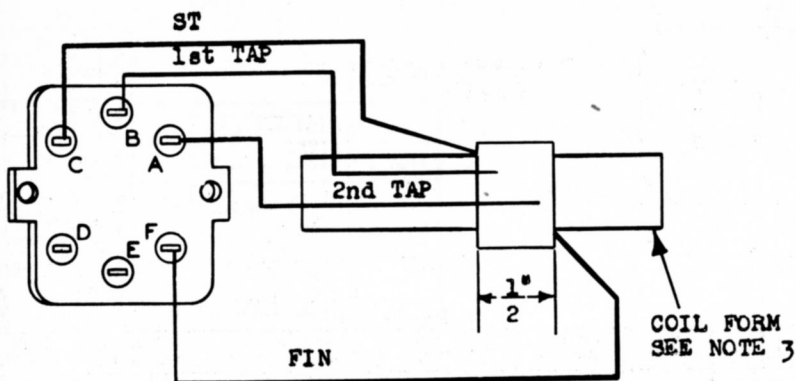 ST
1st TAP
B
C
A
2nd TAP
D
E
F
1"
2
FIN
COIL FORM
SEE NOTE 3